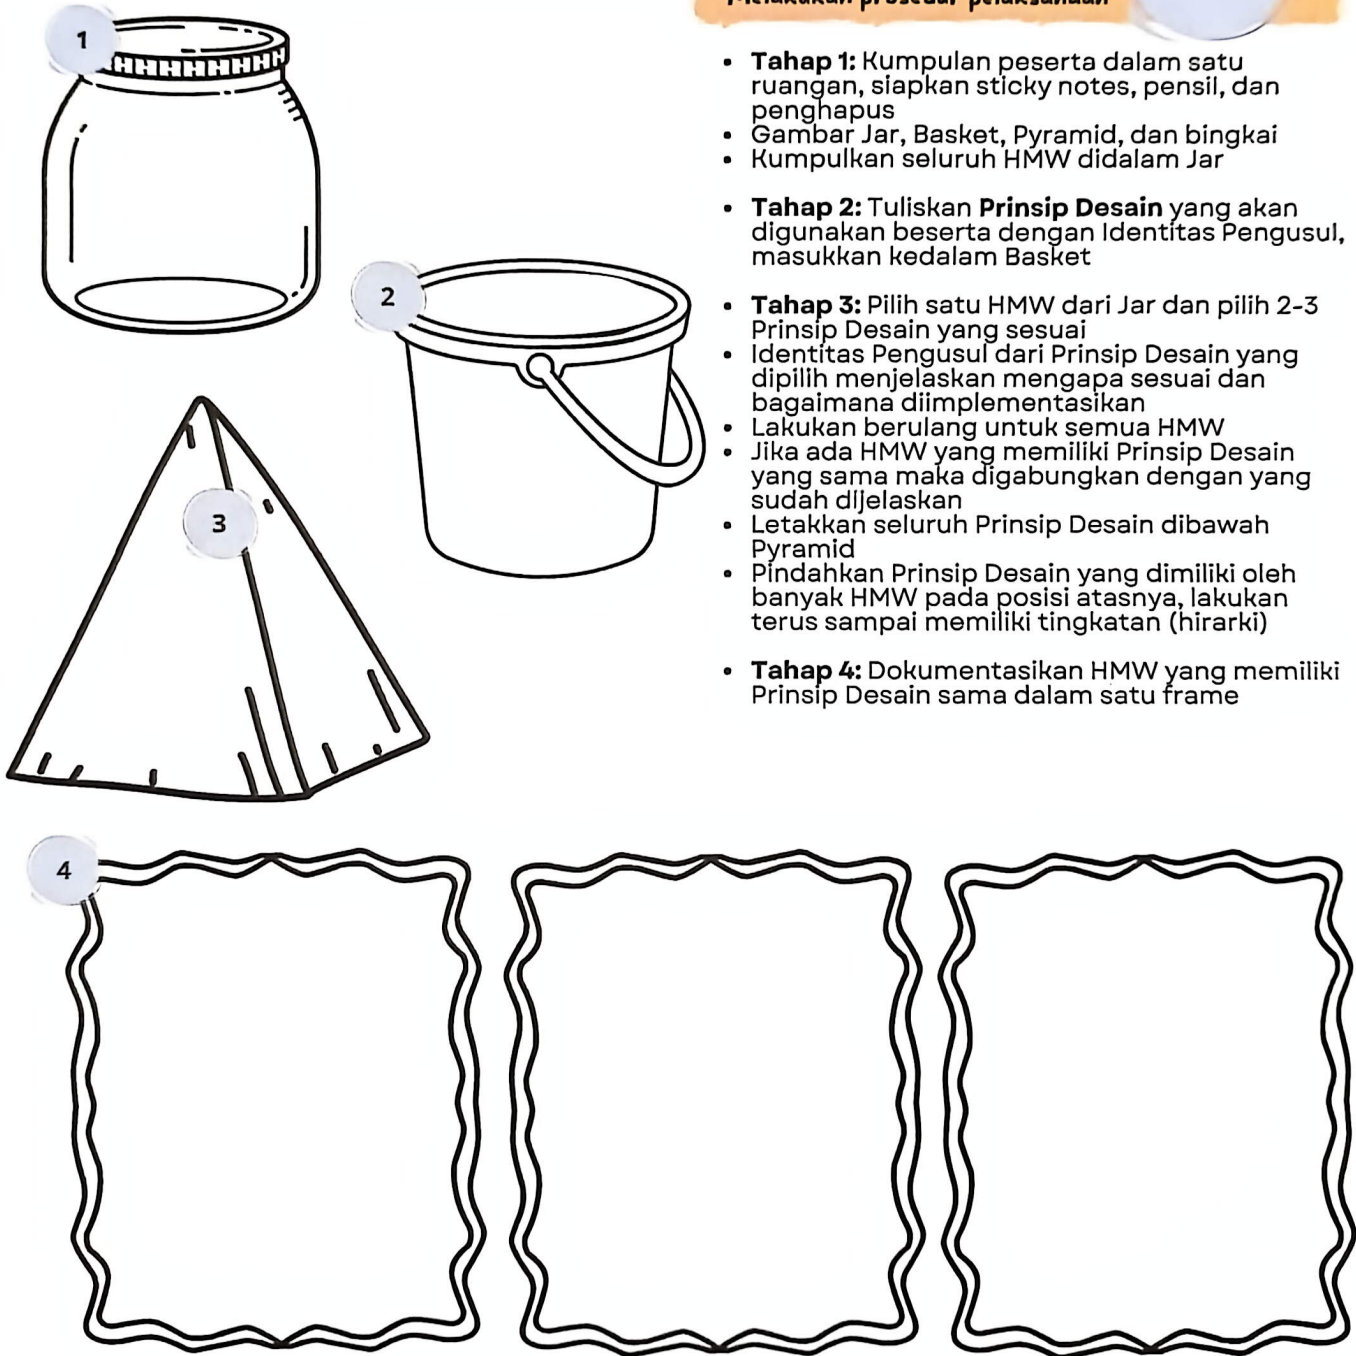 Melakukan prosedur pelaksanaan
1
Tahap 1: Kumpulan peserta dalam satu
ruangan, siapkan sticky notes, pensil, dan
penghapus
Gambar Jar, Basket, Pyramid, dan bingkai
Kumpulkan seluruh HMW didalam Jar
Tahap 2: Tuliskan Prinsip Desain yang akan
digunakan beserta dengan Identitas Pengusul,
masukkan kedalam Basket
2
Tahap 3: Pilih satu HMW dari Jar dan pilih 2-3
Prinsip Desain yang sesuai
Identitas Pengusul dari Prinsip Desain yang
dipilih menjelaskan mengapa sesuai dan
bagaimana diimplementasikan
Lakukan berulang untuk semua HMW
Jika ada HMW yang memiliki Prinsip Desain
yang sama maka digabungkan dengan yang
sudah dijelaskan
3
Letakkan seluruh Prinsip Desain dibawah
Pyramid
Pindahkan Prinsip Desain yang dimiliki oleh
banyak HMW pada posisi atasnya, lakukan
terus sampai memiliki tingkatan (hirarki)
Tahap 4: Dokumentasikan HMW yang memiliki
Prinsip Desain sama dalam satu frame
4